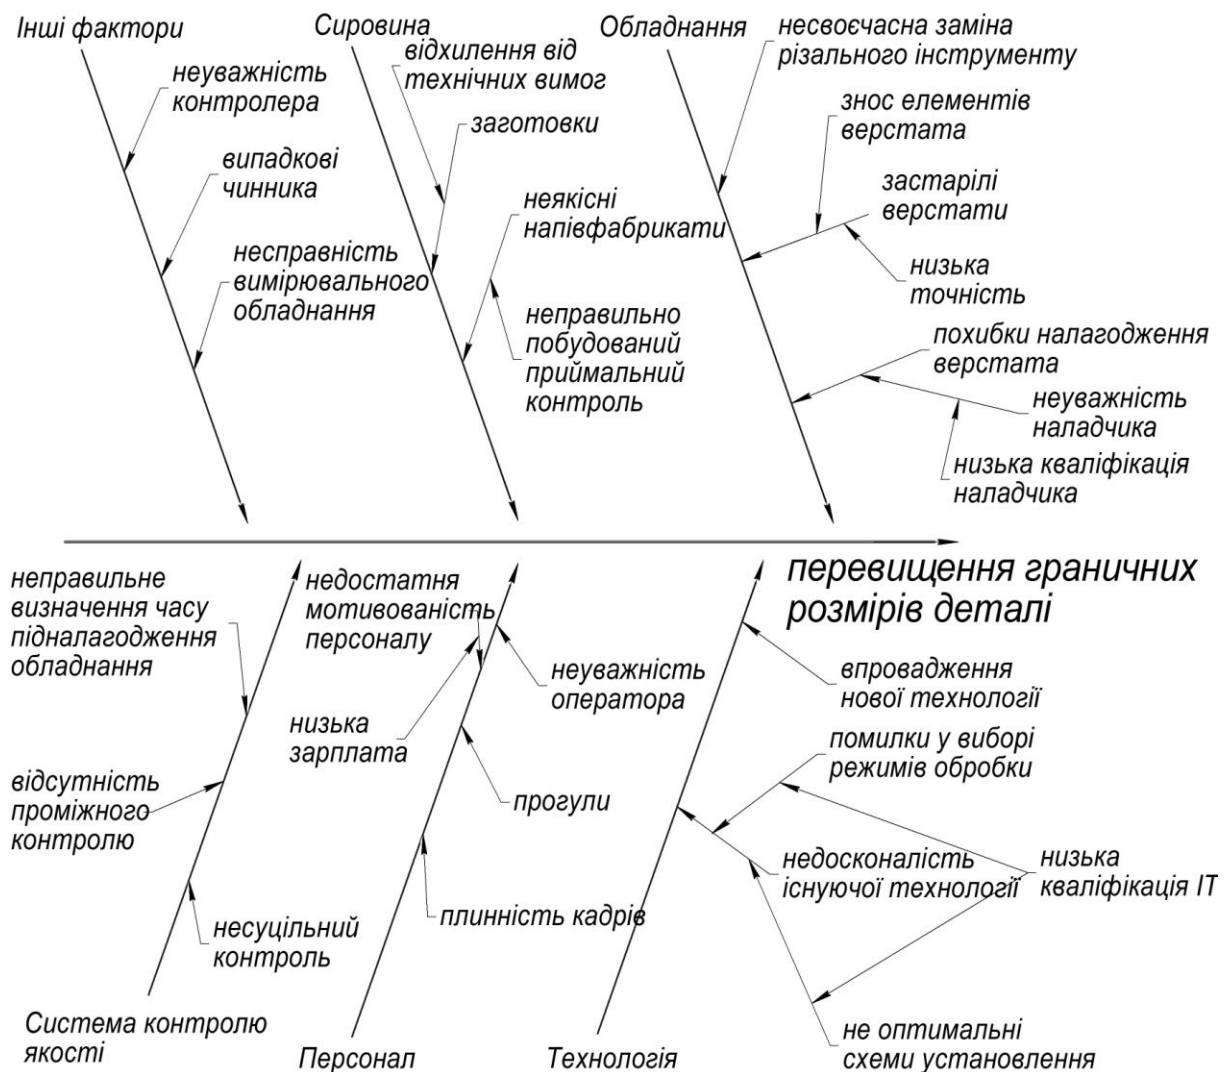 Інші фактори
неуважність
контролера
випадкові
чинника
несправність
вимірювального
обладнання
Сировина
відхилення від
технічних вимог
заготовки
неякісні
напівфабрикати
неправильно
побудований
приймальний
контроль
Обладнання
несвоєчасна заміна
різального інструменту
знос елементів
верстата
застарілі
верстати
низька
точність
похибки налагодження
верстата
неуважність
наладчика
низька кваліфікація
наладчика
перевищення граничних
розмірів деталі
неправильне
визначення часу
підналагодження
обладнання
відсутність
проміжного
контролю
несуцільний
контроль
Система контролю
якості
недостатня
мотивованість
персоналу
неуважність
оператора
низька
зарплата
прогули
плинність кадрів
Персонал
впровадження
нової технології
помилки у виборі
режимів обробки
недосконалість
існуючої технології
низька
кваліфікація ІТ
не оптимальні
схеми установлення
Технологія